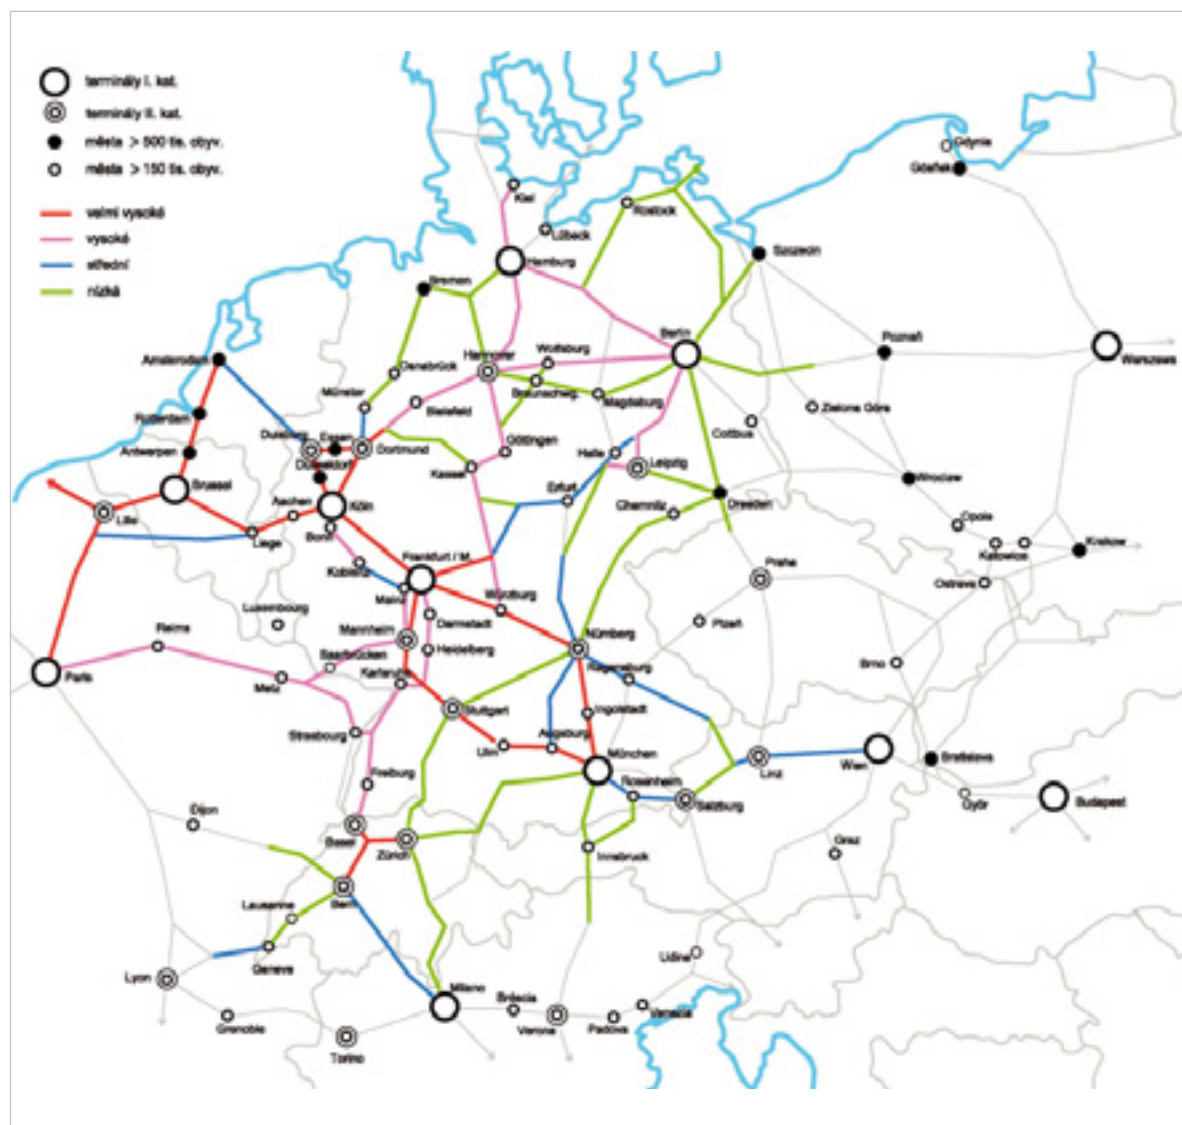 terminály I. kat.
terminály II. kat.
města > 500 tis. obyv.
města > 150 tis. obyv.
velmi vysoké
vysoké
střední
nízká
Gdynia
Gdańsk
Kiel
Rostock
Lübeck
Hamburg
Szczecin
Bremen
Berlin
Poznań
Warszawa
Amsterodam
Hannover
Wolfsburg
Osnabrück
Münster
Braunschweig
Magdeburg
Bielefeld
Zielona Góra
Rotterdam
Cottbus
Duisburg
Essen
Dortmund
Göttingen
Antwerpen
Düsseldorf
Kassel
Halle
Leipzig
Wroclaw
Brussel
Aachen
Köln
Erfurt
Chemnitz
Dresden
Lille
Opole
Bonn
Liege
Katowice
Krakow
Koblenz
Frankfurt / M.
Praha
Ostrava
Mainz
Würzburg
Luxembourg
Darmstadt
Plzeň
Reims
Mannheim
Nürnberg
Heidelberg
Saarbrücken
Regensburg
Brno
Paris
Metz
Karlsruhe
Stuttgart
Ingolstadt
Strasbourg
Ulm
Augsburg
München
Linz
Wien
Bratislava
Freiburg
Rosenheim
Salzburg
Györ
Budapest
Dijon
Basel
Zürich
Innsbruck
Graz
Bern
Lausanne
Geneve
Udine
Lyon
Milano
Bréscia
Venezia
Grenoble
Verona
Padova
Torino